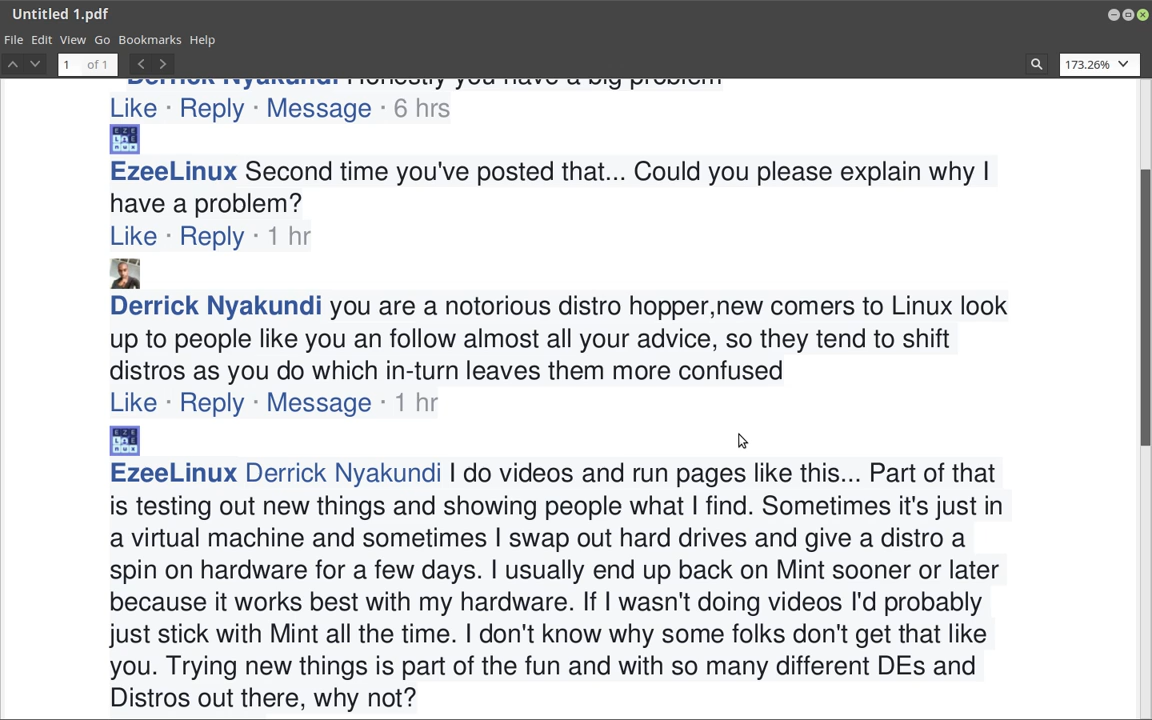 Untitled 1.pdf
File Edit View Go Bookmarks Help
1 of 1 173.26%
Derrick Nyakundi Honestly you have a big problem
Like · Reply · Message · 6 hrs
EzeeLinux Second time you've posted that... Could you please explain why I
have a problem?
Like · Reply · 1 hr
Derrick Nyakundi you are a notorious distro hopper,new comers to Linux look
up to people like you an follow almost all your advice, so they tend to shift
distros as you do which in-turn leaves them more confused
Like · Reply · Message · 1 hr
EzeeLinux Derrick Nyakundi I do videos and run pages like this... Part of that
is testing out new things and showing people what I find. Sometimes it's just in
a virtual machine and sometimes I swap out hard drives and give a distro a
spin on hardware for a few days. I usually end up back on Mint sooner or later
because it works best with my hardware. If I wasn't doing videos I'd probably
just stick with Mint all the time. I don't know why some folks don't get that like
you. Trying new things is part of the fun and with so many different DEs and
Distros out there, why not?